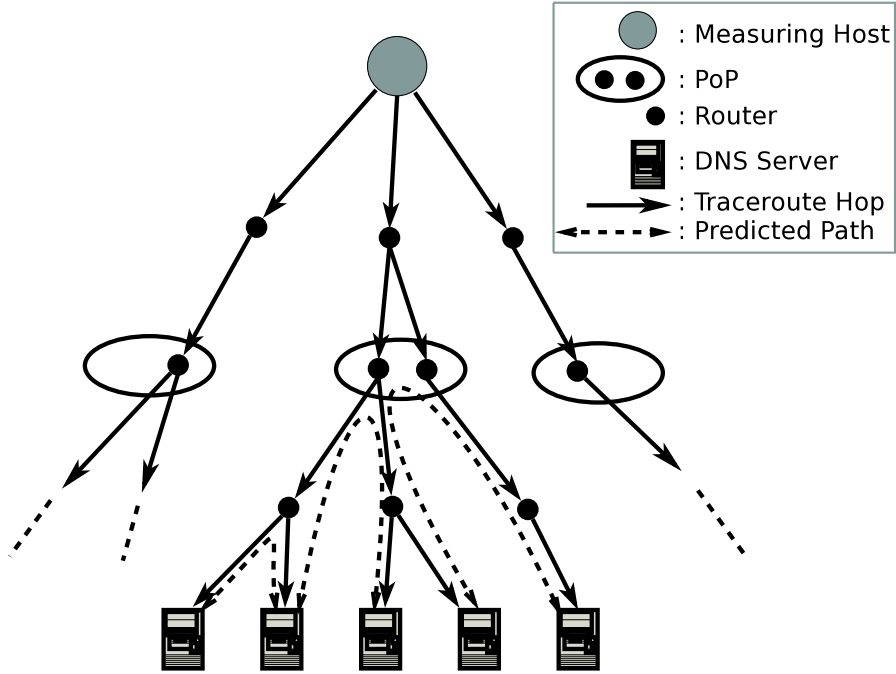 : Measuring Host
: PoP
: Router
: DNS Server
: Traceroute Hop
: Predicted Path